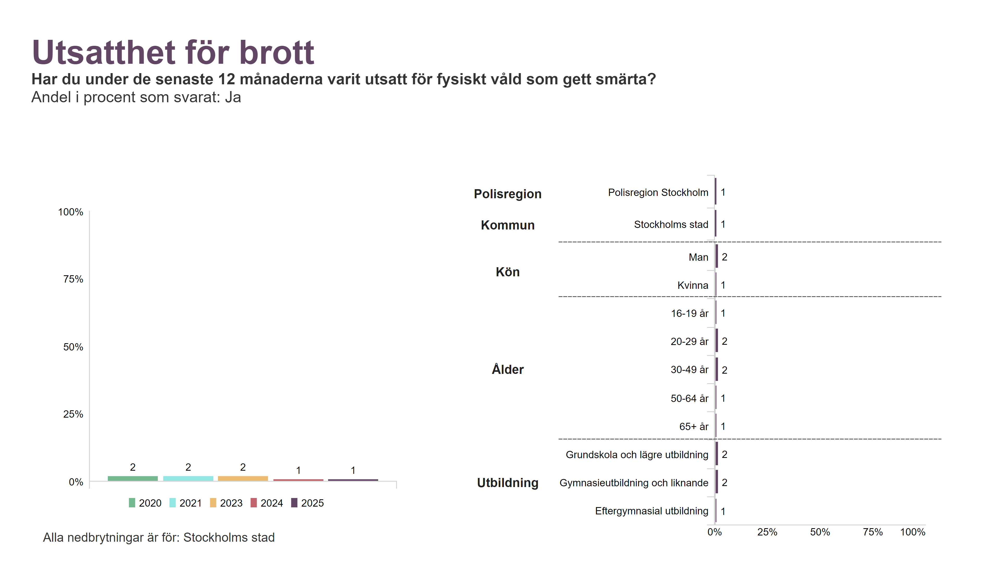 Utsatthet för brott
Har du under de senaste 12 månaderna varit utsatt för fysiskt våld som gett smärta?
Andel i procent som svarat: Ja
100%
75%
50%
25%
0%
2 2 2 1 1
2020 2021 2023 2024 2025
Alla nedbrytningar är för: Stockholms stad
Polisregion Polisregion Stockholm 1
Kommun Stockholms stad 1
Kön
Man 2
Kvinna 1
Ålder
16-19 år 1
20-29 år 2
30-49 år 2
50-64 år 1
65+ år 1
Utbildning
Grundskola och lägre utbildning 2
Gymnasieutbildning och liknande 2
Eftergymnasial utbildning 1
0% 25% 50% 75% 100%